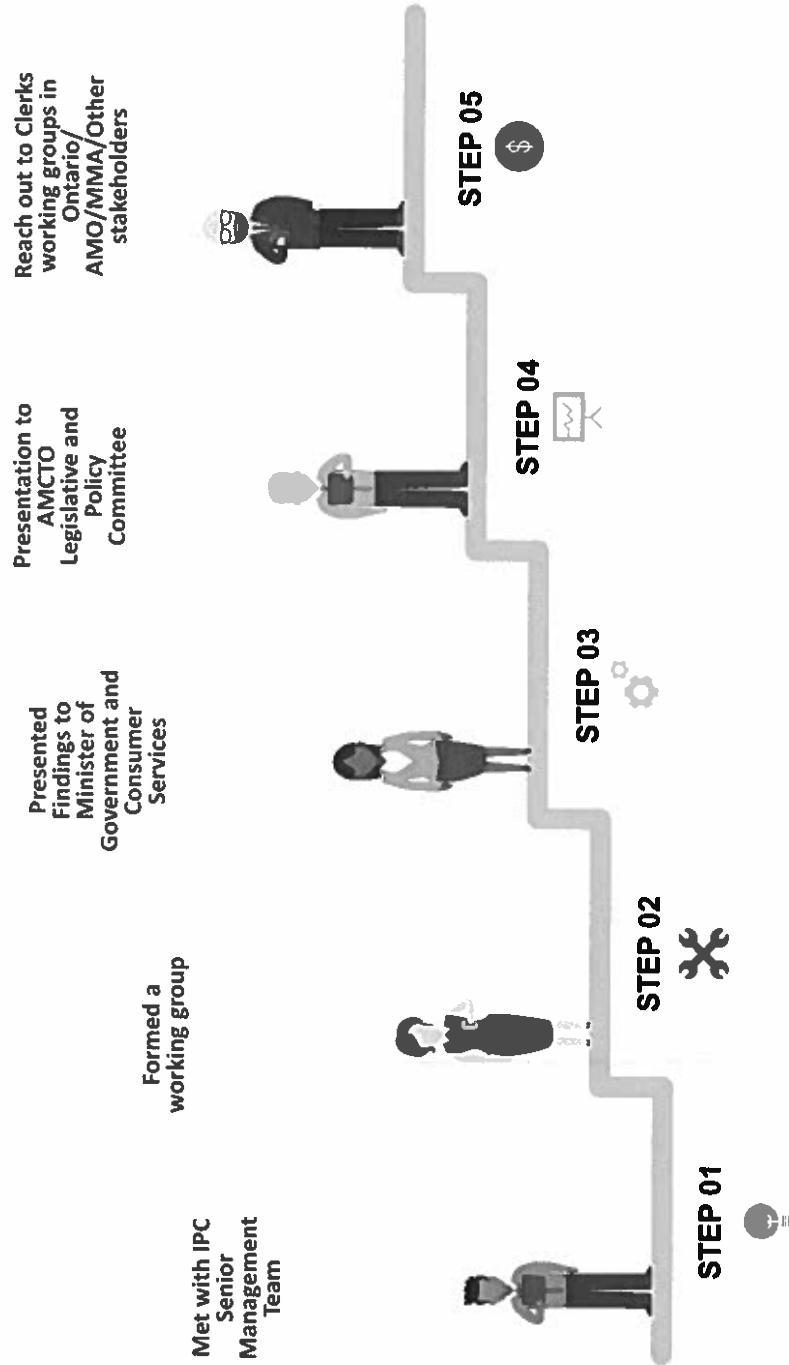 Met with IPC
Senior
Management
Team
STEP 01
Formed a
working group
STEP 02
Presented
Findings to
Minister of
Government and
Consumer
Services
STEP 03
Presentation to
AMCTO
Legislative and
Policy
Committee
STEP 04
Reach out to Clerks
working groups in
Ontario/
AMO/MMA/Other
stakeholders
STEP 05
$